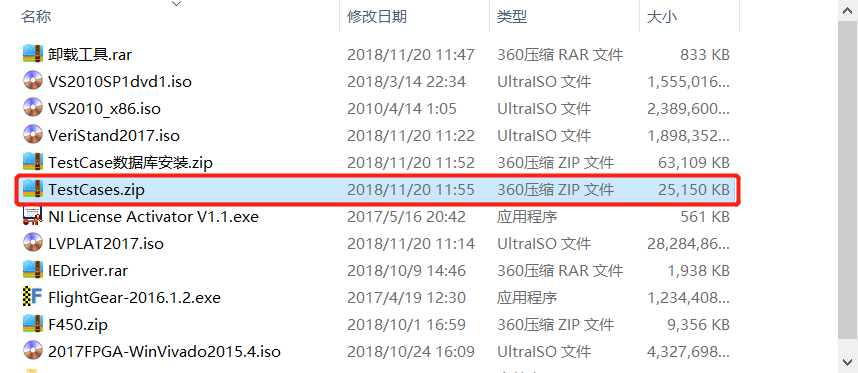 名称 修改日期 类型 大小
卸载工具.rar 2018/11/20 11:47 360压缩 RAR 文件 833 KB
VS2010SP1dvd1.iso 2018/3/14 22:34 UltraISO 文件 1,555,016...
VS2010_x86.iso 2010/4/14 1:05 UltraISO 文件 2,389,600...
VeriStand2017.iso 2018/11/20 11:22 UltraISO 文件 1,898,352...
TestCase数据库安装.zip 2018/11/20 11:52 360压缩 ZIP 文件 63,109 KB
TestCases.zip 2018/11/20 11:55 360压缩 ZIP 文件 25,150 KB
NI License Activator V1.1.exe 2017/5/16 20:42 应用程序 561 KB
LVPLAT2017.iso 2018/11/20 11:14 UltraISO 文件 28,284,86...
IEDriver.rar 2018/10/9 14:46 360压缩 RAR 文件 1,938 KB
FlightGear-2016.1.2.exe 2017/4/19 12:30 应用程序 1,234,408...
F450.zip 2018/10/1 16:59 360压缩 ZIP 文件 9,356 KB
2017FPGA-WinVivado2015.4.iso 2018/10/24 16:09 UltraISO 文件 4,327,698...